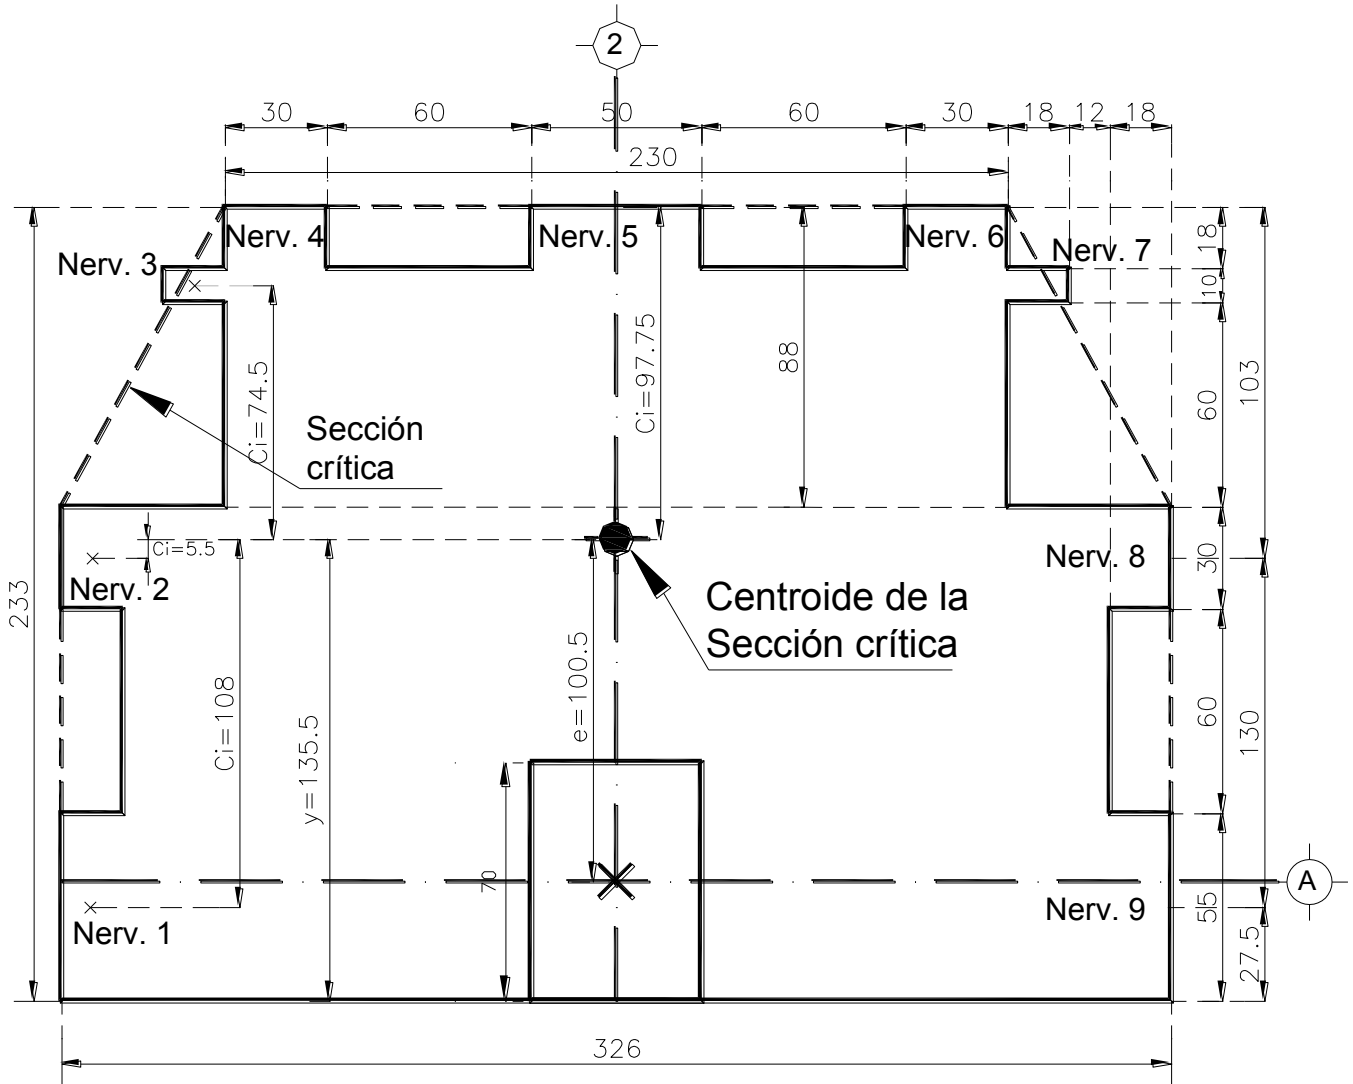 2
30 60 50 60 30 18 12 18
230
Nerv. 4 Nerv. 5 Nerv. 6
Nerv. 3
Nerv. 7
18
10
88
Ci=97.75
Ci=74.5
103
60
Sección
crítica
Ci=5.5
Nerv. 2
Nerv. 8
30
233
Centroide de la
Sección crítica
Ci=108
y=135.5
e=100.5
60
130
70
A
Nerv. 1
Nerv. 9
55
27.5
326